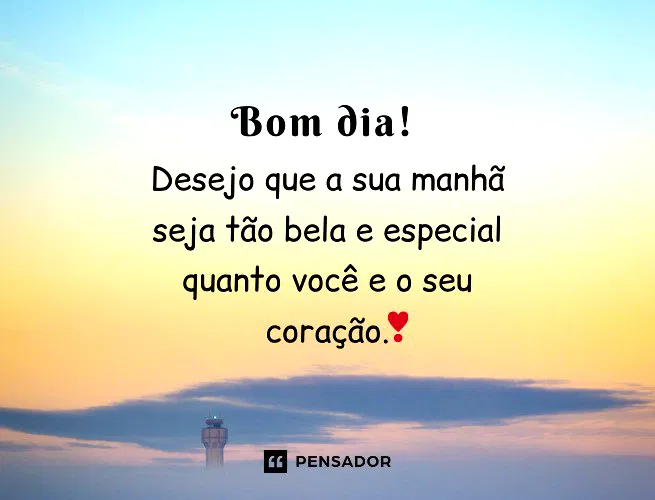 Bom dia!
Desejo que a sua manhã
seja tão bela e especial
quanto você e o seu
coração.❣
PENSADOR